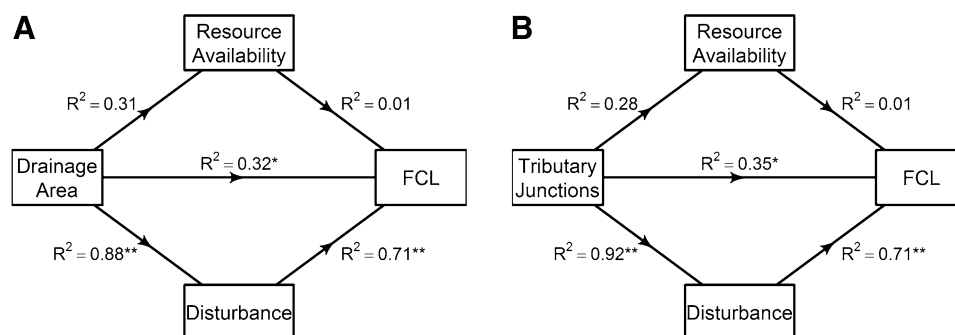 A
Resource
Availability
R² = 0.31
R² = 0.01
Drainage
Area
R² = 0.32*
FCL
R² = 0.88**
R² = 0.71**
Disturbance
B
Resource
Availability
R² = 0.28
R² = 0.01
Tributary
Junctions
R² = 0.35*
FCL
R² = 0.92**
R² = 0.71**
Disturbance